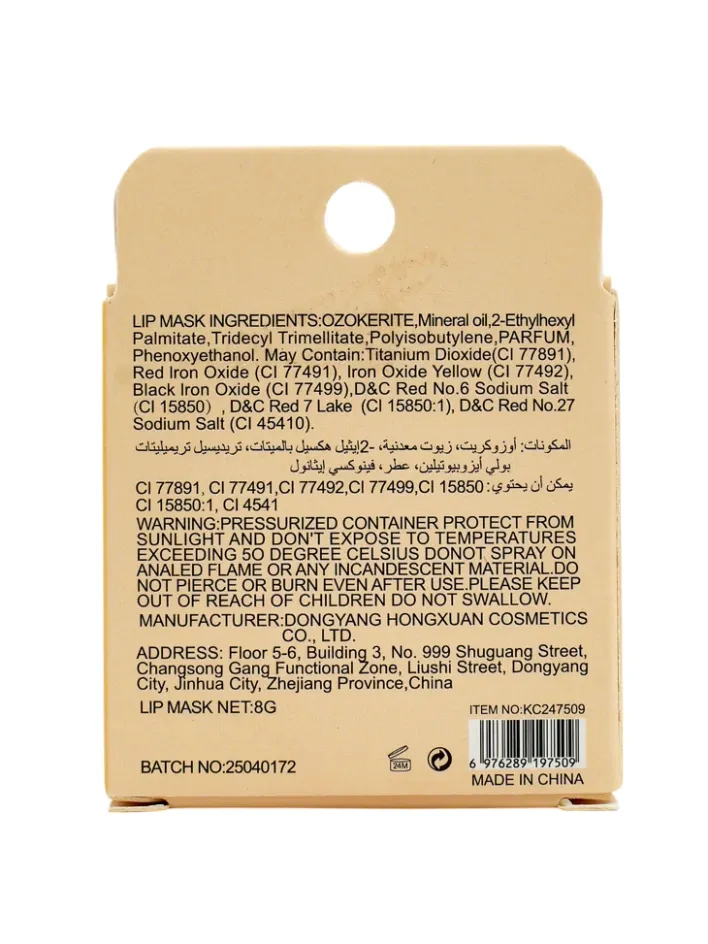 LIP MASK INGREDIENTS:OZOKERITE,Mineral oil,2-Ethylhexyl
Palmitate,Tridecyl Trimellitate,Polyisobutylene,PARFUM,
Phenoxyethanol. May Contain:Titanium Dioxide(CI 77891),
Red Iron Oxide (CI 77491), Iron Oxide Yellow (CI 77492),
Black Iron Oxide (CI 77499),D&C Red No.6 Sodium Salt
(CI 15850) , D&C Red 7 Lake (CI 15850:1), D&C Red No.27
Sodium Salt (CI 45410).
المكونات: أوزوكريت، زيوت معدنية، -2إيثيل هكسيل بالميتات، تريديسيل تريميليتات
بولي أيزوبيوتيلين، عطر، فينوكسي إيثانول
يمكن أن يحتوي: CI 77891, CI 77491,CI 77492,CI 77499,CI 15850
CI 15850:1, CI 4541
WARNING:PRESSURIZED CONTAINER PROTECT FROM
SUNLIGHT AND DON'T EXPOSE TO TEMPERATURES
EXCEEDING 5O DEGREE CELSIUS DONOT SPRAY ON
ANALED FLAME OR ANY INCANDESCENT MATERIAL.DO
NOT PIERCE OR BURN EVEN AFTER USE.PLEASE KEEP
OUT OF REACH OF CHILDREN DO NOT SWALLOW.
MANUFACTURER:DONGYANG HONGXUAN COSMETICS
CO., LTD.
ADDRESS: Floor 5-6, Building 3, No. 999 Shuguang Street,
Changsong Gang Functional Zone, Liushi Street, Dongyang
City, Jinhua City, Zhejiang Province,China
LIP MASK NET:8G
ITEM NO:KC247509
6 976289 197509
BATCH NO:25040172
24M
MADE IN CHINA